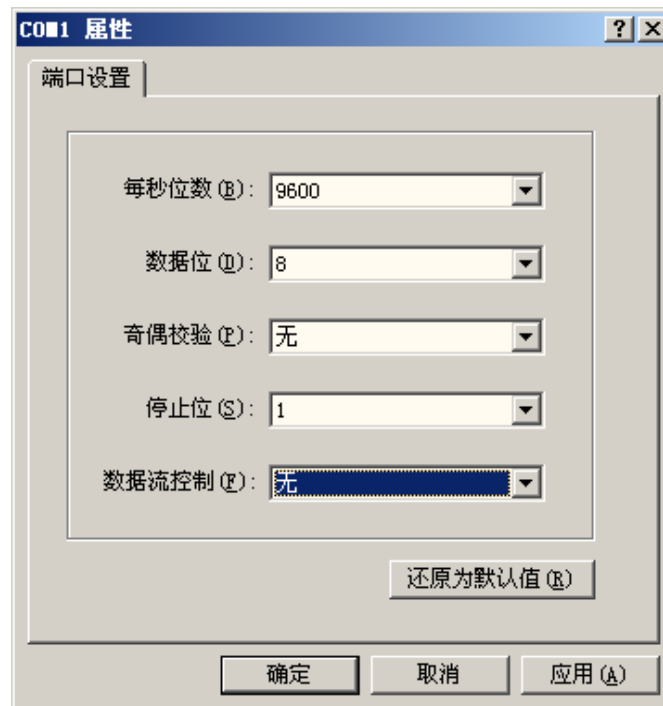 COM1 属性
端口设置
每秒位数(B): 9600
数据位(D): 8
奇偶校验(P): 无
停止位(S): 1
数据流控制(F): 无
还原为默认值(R)
确定 取消 应用(A)